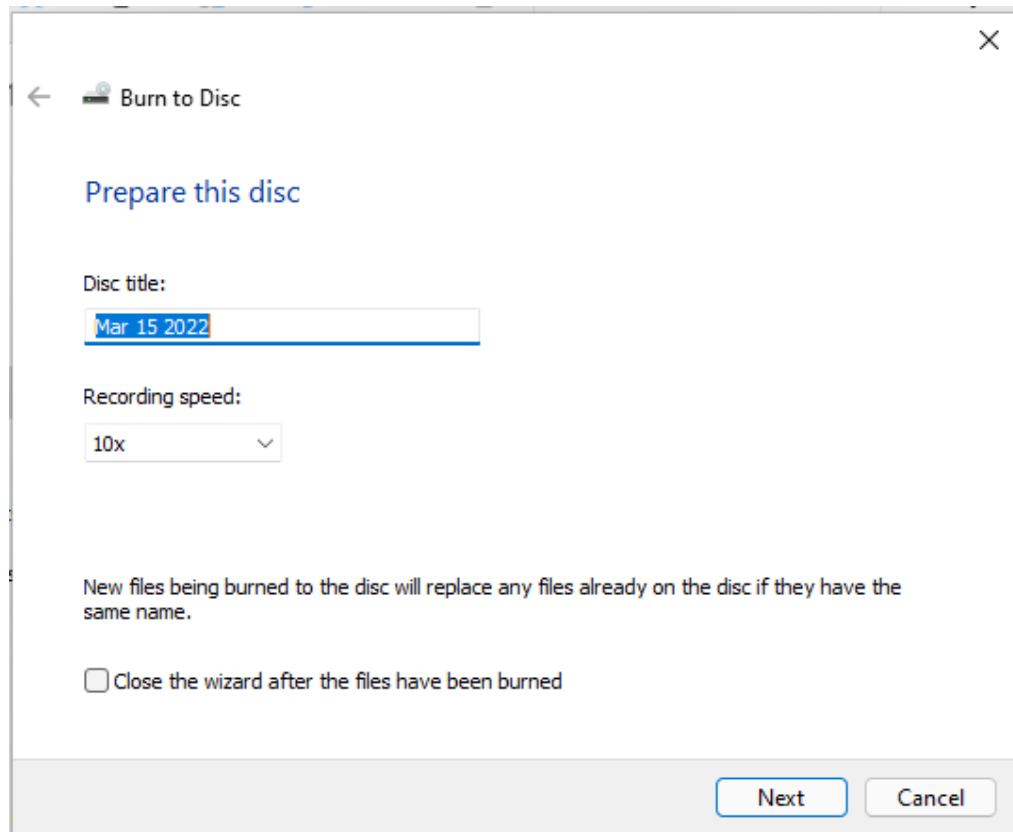 Burn to Disc
Prepare this disc
Disc title:
Mar 15 2022
Recording speed:
10x
New files being burned to the disc will replace any files already on the disc if they have the
same name.
Close the wizard after the files have been burned
Next Cancel